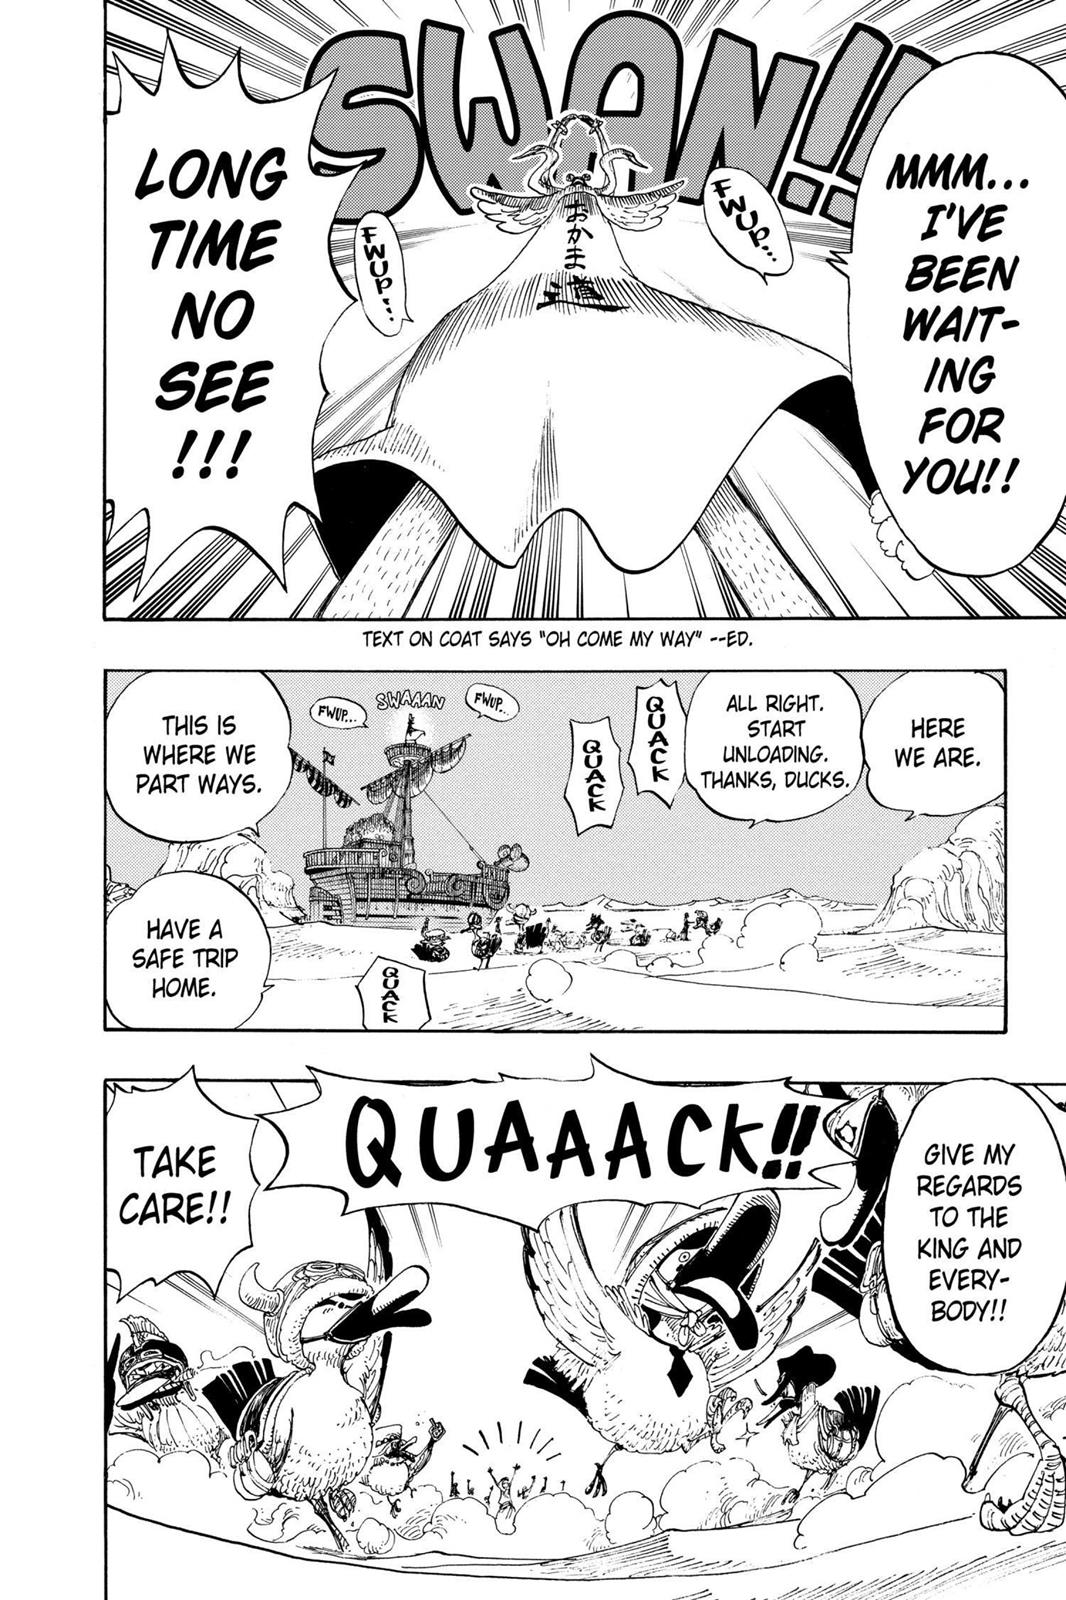 SWAN!!
MMM...
I'VE
BEEN
WAIT-
ING
FOR
YOU!!
FWUP...
FWUP...
おかま
道
LONG
TIME
NO
SEE
!!!
TEXT ON COAT SAYS "OH COME MY WAY" --ED.
HERE
WE ARE.
ALL RIGHT.
START
UNLOADING.
THANKS, DUCKS.
QUACK
QUACK
FWUP...
SWAAAN
FWUP...
THIS IS
WHERE WE
PART WAYS.
HAVE A
SAFE TRIP
HOME.
QUACK
GIVE MY
REGARDS
TO THE
KING AND
EVERY-
BODY!!
QUAAACK!!
TAKE
CARE!!